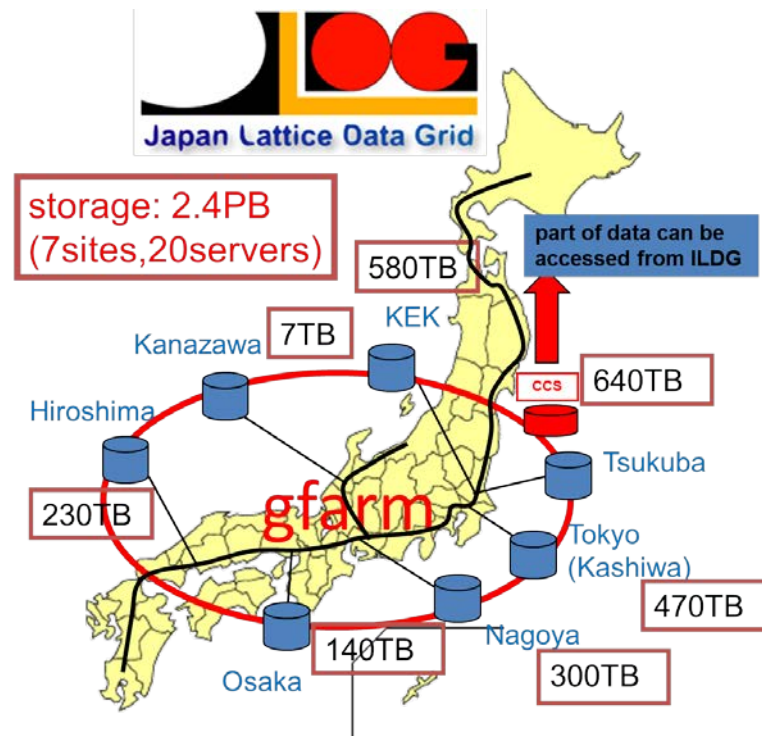 JLDG
Japan Lattice Data Grid
storage: 2.4PB
(7sites,20servers)
part of data can be
accessed from ILDG
580TB
KEK
7TB
Kanazawa
ccs
640TB
Hiroshima
Tsukuba
gfarm
230TB
Tokyo
(Kashiwa)
470TB
Nagoya
140TB
Osaka
300TB